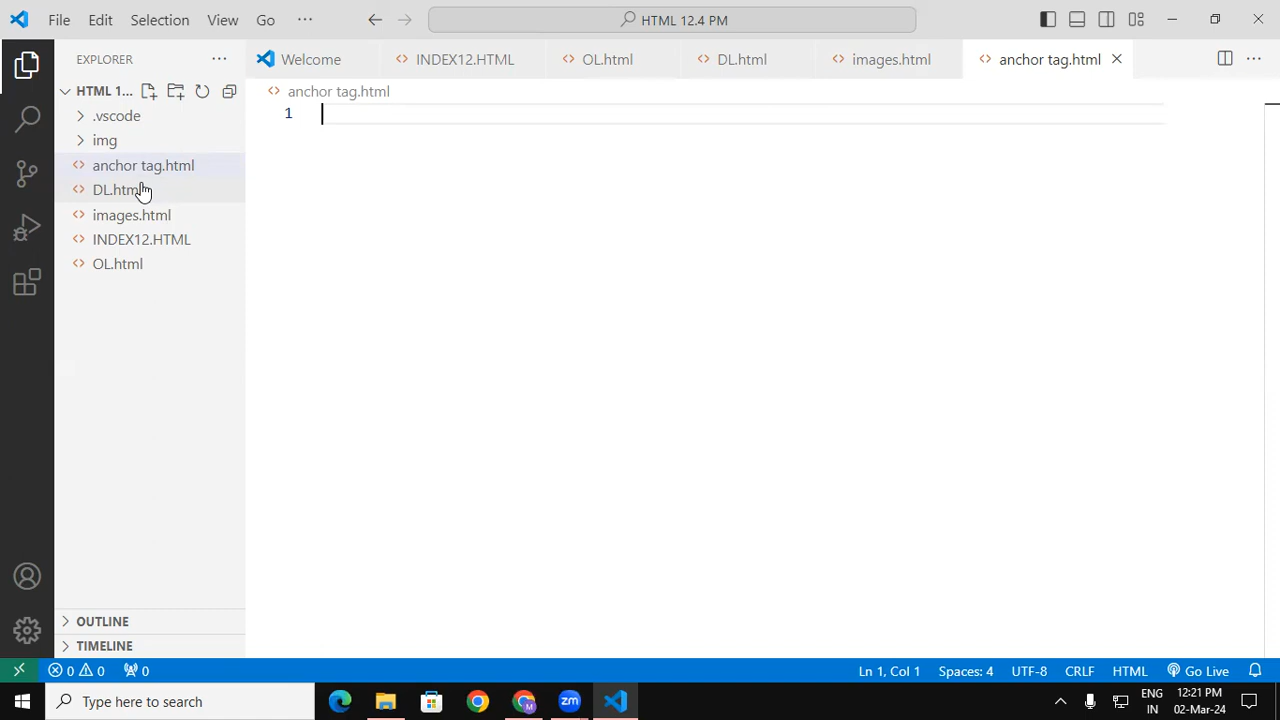 File Edit Selection View Go ··· HTML 12.4 PM
EXPLORER ···
Welcome INDEX12.HTML OL.html DL.html images.html anchor tag.html
HTML 1...
anchor tag.html
.vscode
img
anchor tag.html
DL.html
images.html
INDEX12.HTML
OL.html
1
OUTLINE
TIMELINE
0 0 0 Ln 1, Col 1 Spaces: 4 UTF-8 CRLF HTML Go Live
Type here to search
ENG
IN
12:21 PM
02-Mar-24